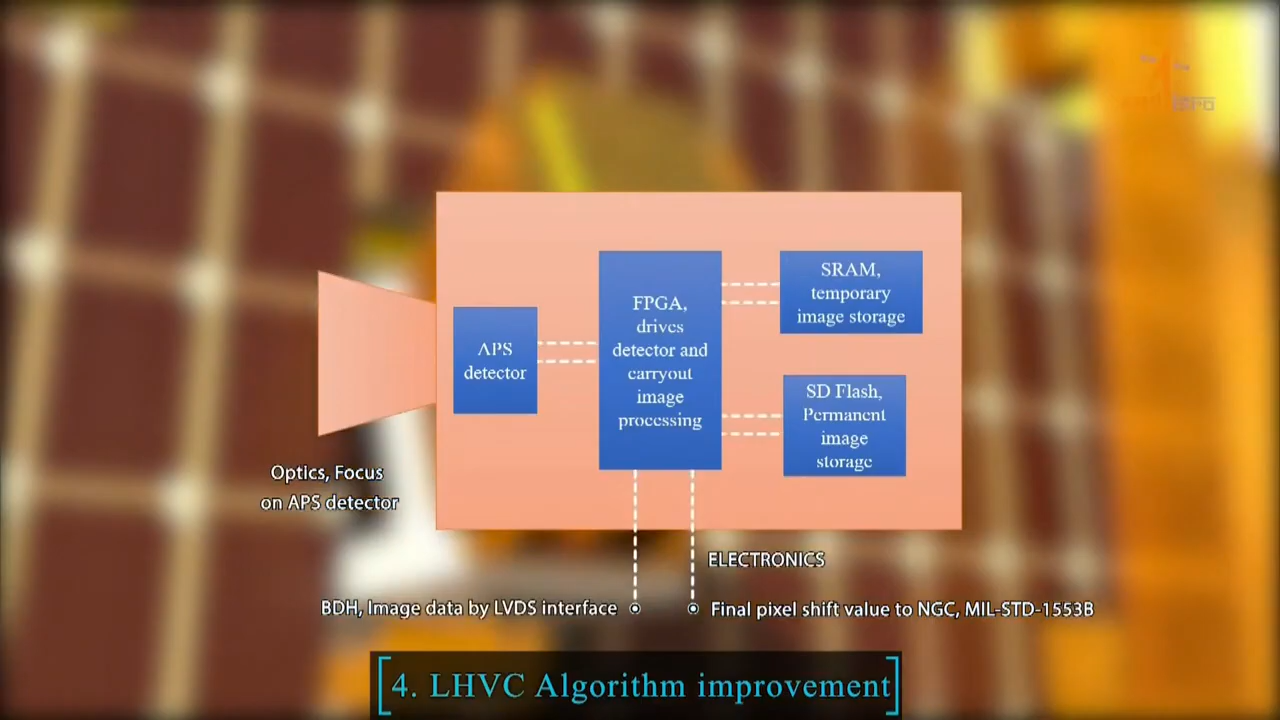 isro
APS
detector
FPGA,
drives
detector and
carryout
image
processing
SRAM,
temporary
image storage
SD Flash,
Permanent
image
storage
Optics, Focus
on APS detector
ELECTRONICS
BDH, Image data by LVDS interface
Final pixel shift value to NGC, MIL-STD-1553B
4. LHVC Algorithm improvement